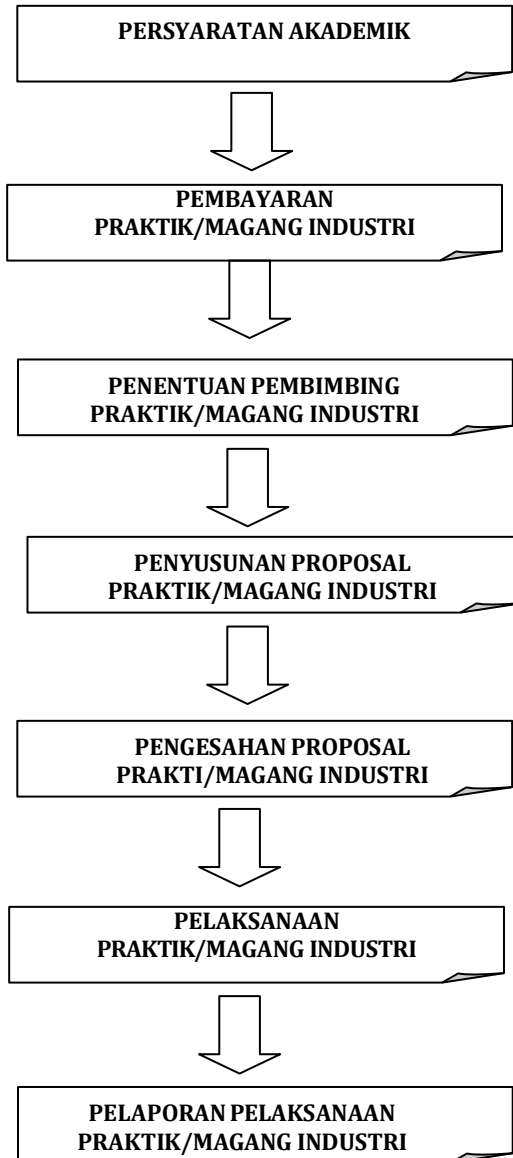 PERSYARATAN AKADEMIK
PEMBAYARAN
PRAKTIK/MAGANG INDUSTRI
PENENTUAN PEMBIMBING
PRAKTIK/MAGANG INDUSTRI
PENYUSUNAN PROPOSAL
PRAKTIK/MAGANG INDUSTRI
PENGESAHAN PROPOSAL
PRAKTI/MAGANG INDUSTRI
PELAKSANAAN
PRAKTIK/MAGANG INDUSTRI
PELAPORAN PELAKSANAAN
PRAKTIK/MAGANG INDUSTRI